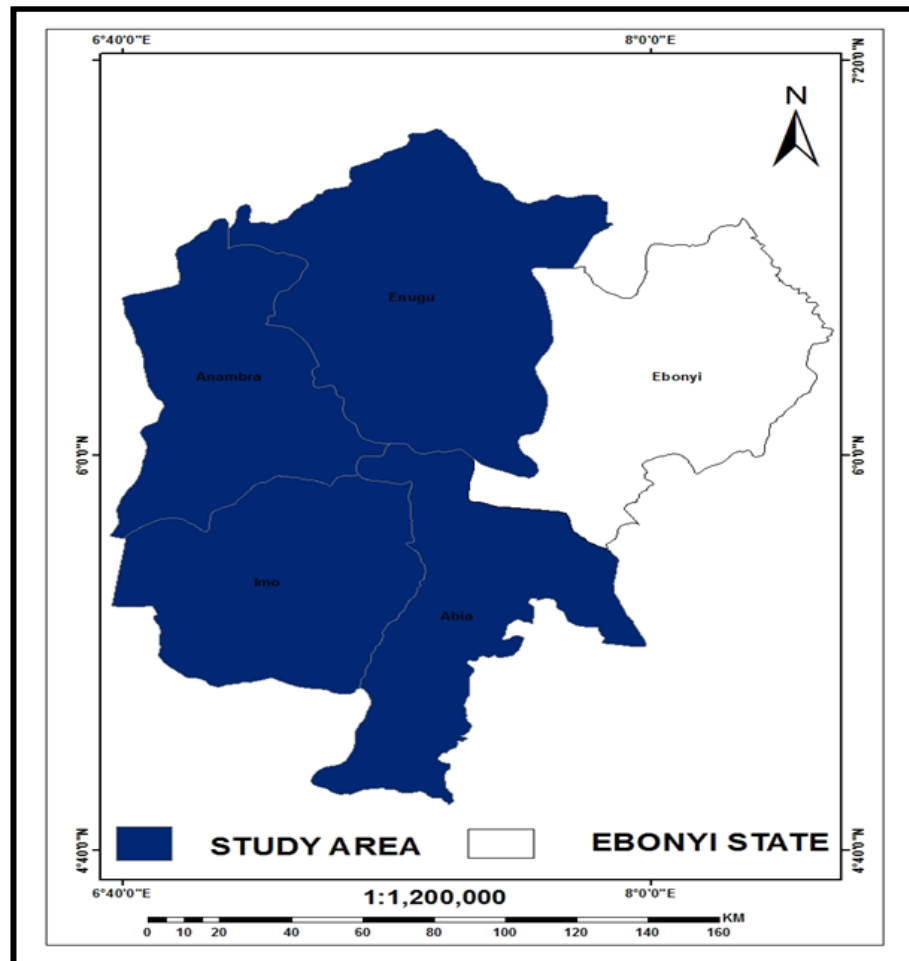 6°40'0"E 8°0'0"E
7°20'0"N
N
Enugu
Anambra
Ebonyi
6°0'0"N 6°0'0"N
Imo
Abia
STUDY AREA EBONYI STATE
4°40'0"N 4°40'0"N
6°40'0"E 8°0'0"E
1:1,200,000
KM
0 10 20 40 60 80 100 120 140 160